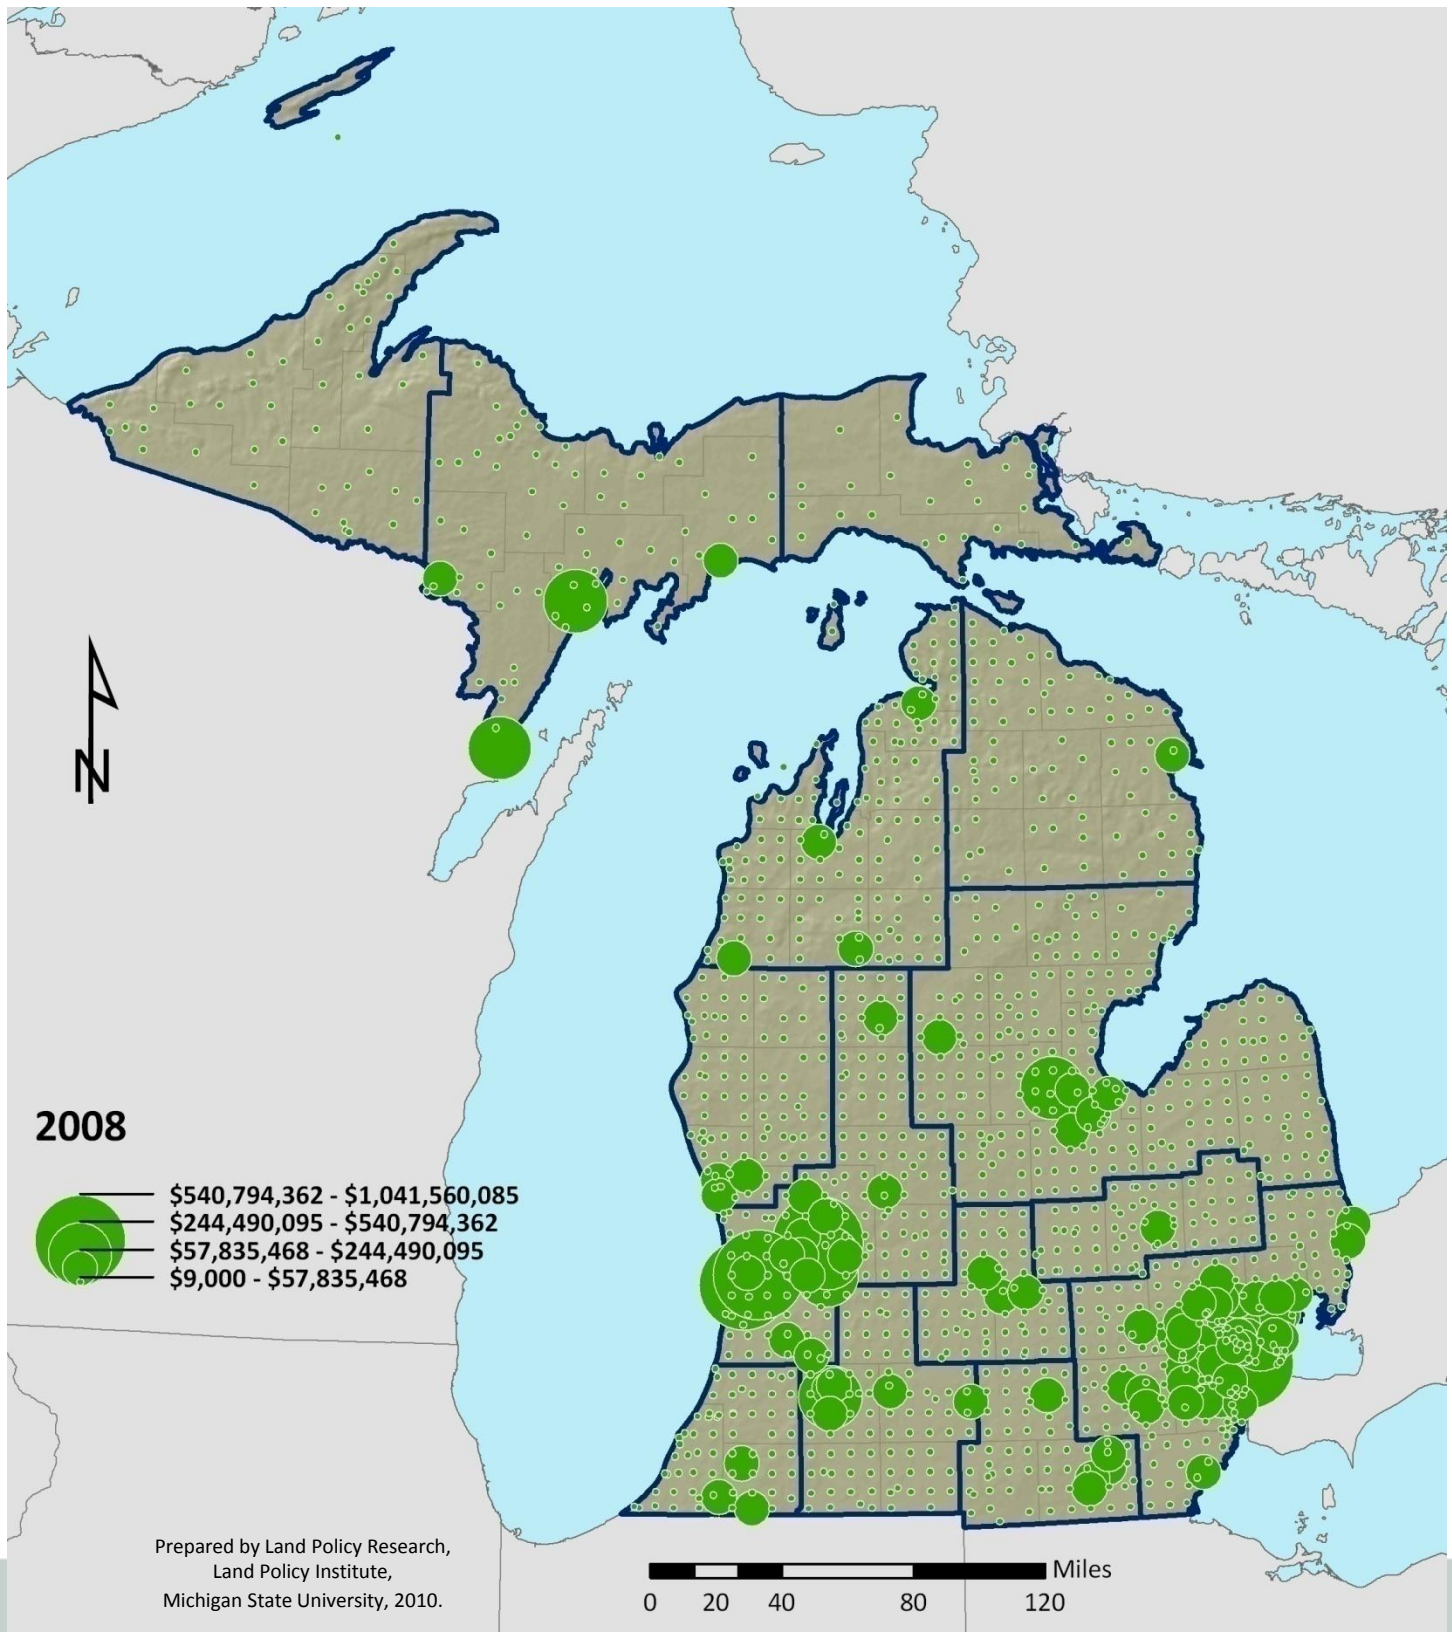 N
2008
$540,794,362 - $1,041,560,085
$244,490,095 - $540,794,362
$57,835,468 - $244,490,095
$9,000 - $57,835,468
Prepared by Land Policy Research,
Land Policy Institute,
Michigan State University, 2010.
Miles
0 20 40 80 120